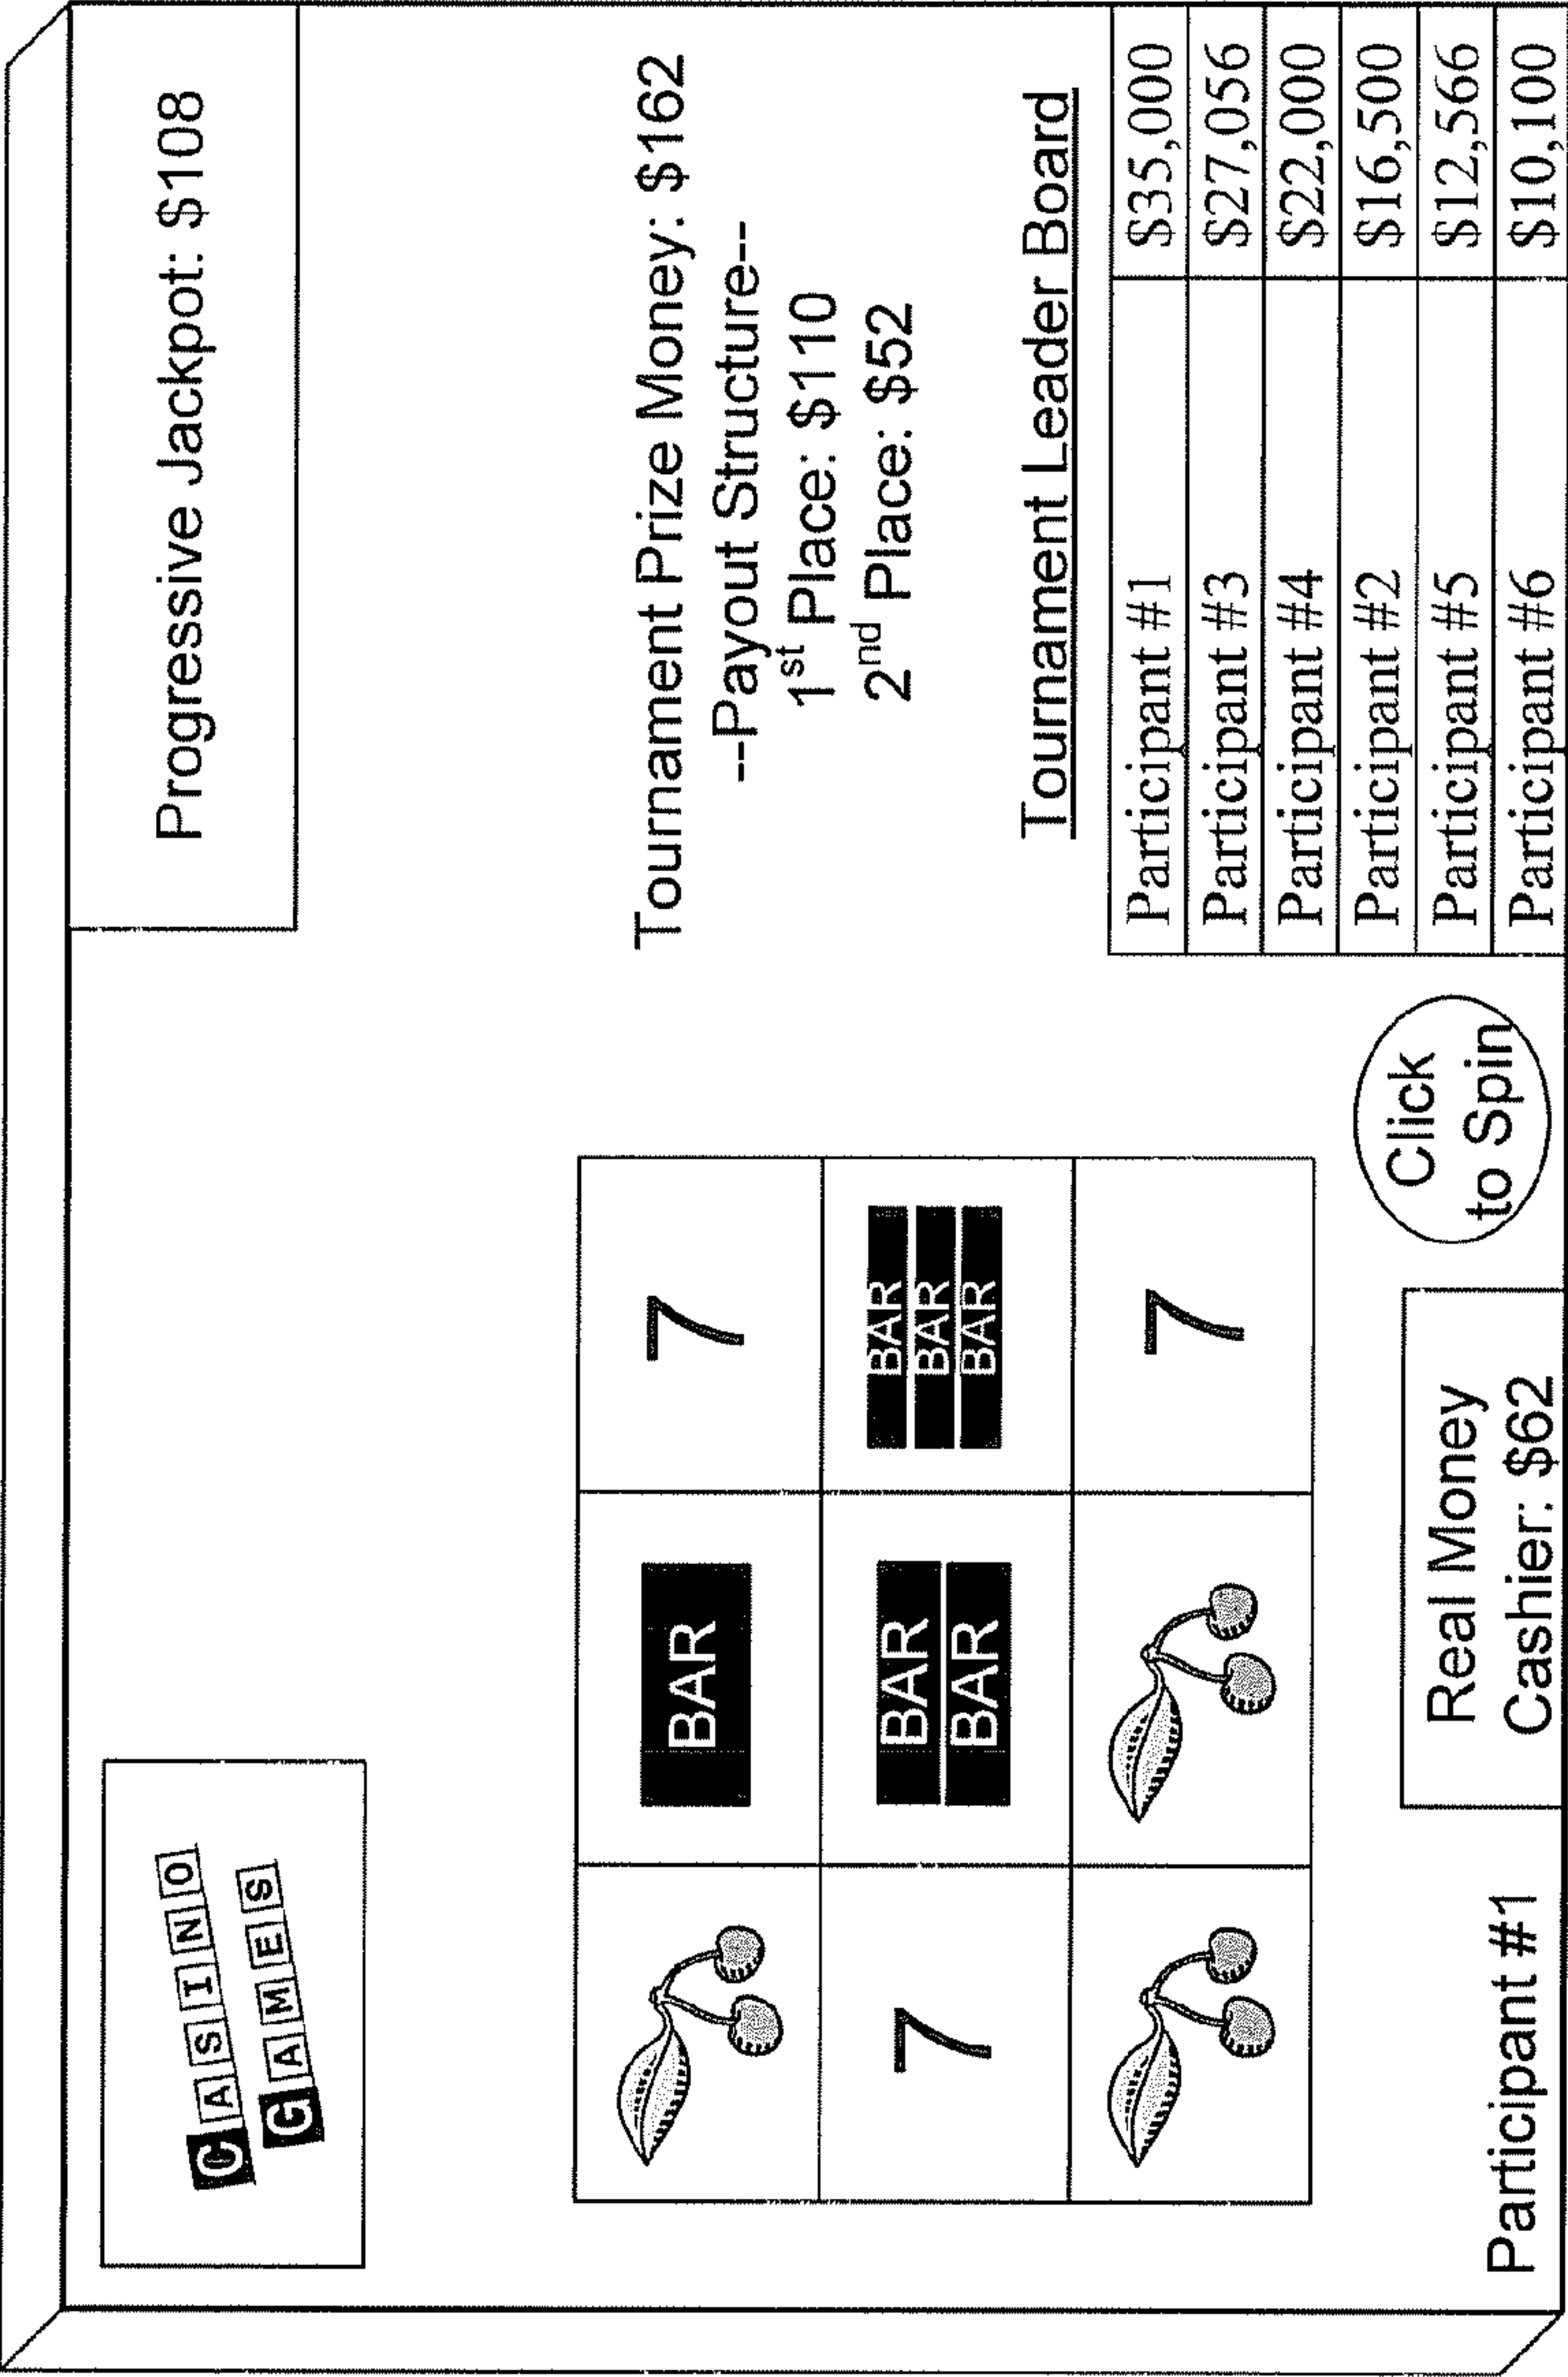 CASINO
GAMES
Progressive Jackpot: $108
7
BAR
7
BAR
BAR
BAR
BAR
BAR
7
Tournament Prize Money: $162
--Payout Structure--
1st Place: $110
2nd Place: $52
Tournament Leader Board
Participant #1 $35,000
Participant #3 $27,056
Participant #4 $22,000
Participant #2 $16,500
Participant #5 $12,566
Participant #6 $10,100
Participant #1
Real Money
Cashier: $62
Click
to Spin